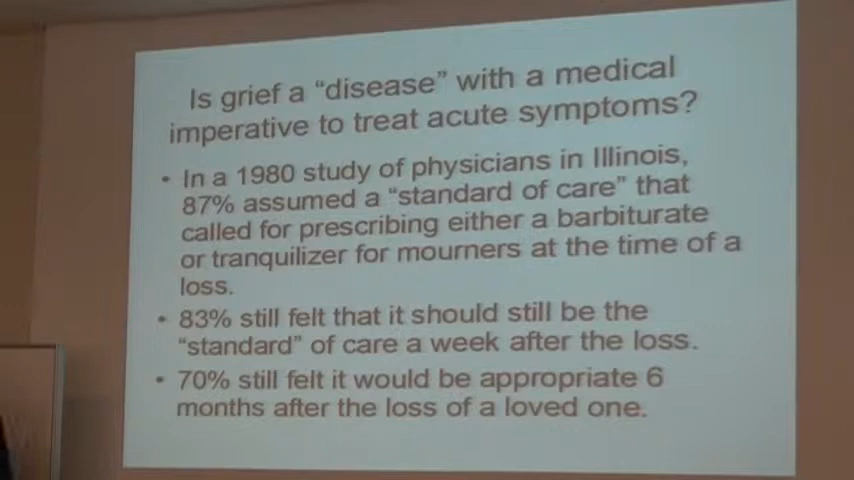 Is grief a “disease” with a medical
imperative to treat acute symptoms?
• In a 1980 study of physicians in Illinois,
87% assumed a “standard of care” that
called for prescribing either a barbiturate
or tranquilizer for mourners at the time of a
loss.
• 83% still felt that it should still be the
“standard” of care a week after the loss.
• 70% still felt it would be appropriate 6
months after the loss of a loved one.